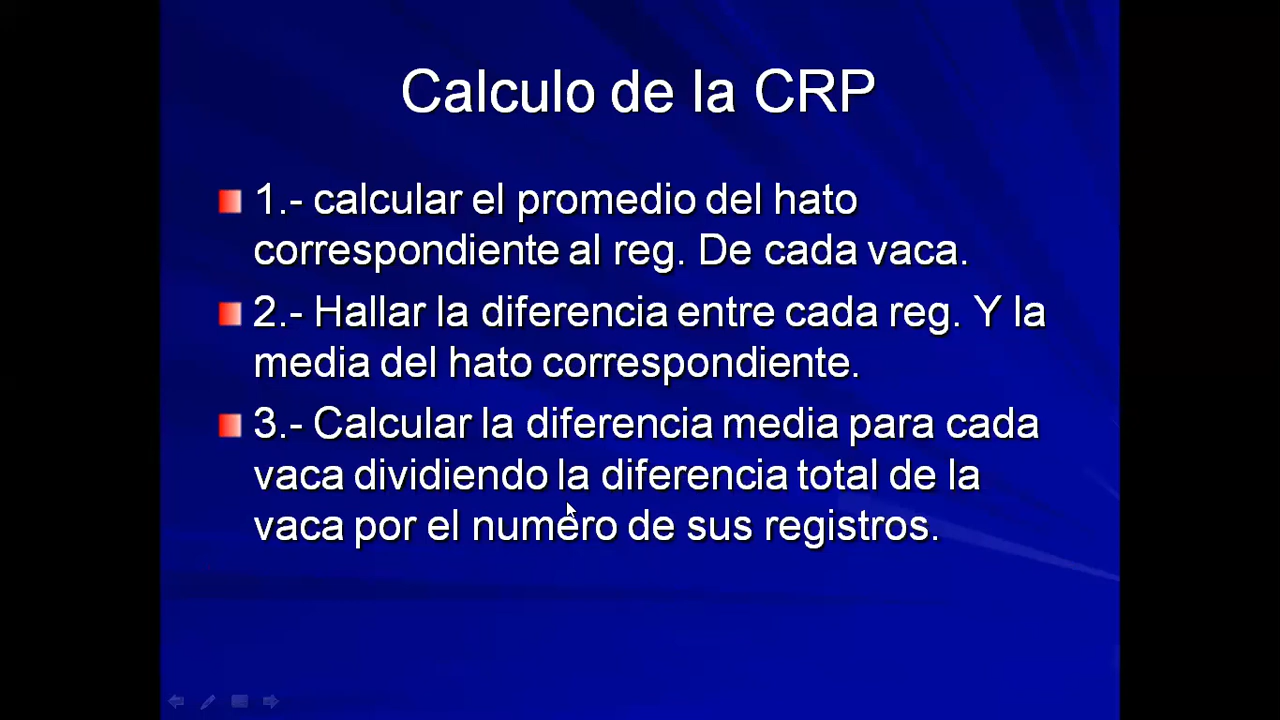 Calculo de la CRP
1.- calcular el promedio del hato
correspondiente al reg. De cada vaca.
2.- Hallar la diferencia entre cada reg. Y la
media del hato correspondiente.
3.- Calcular la diferencia media para cada
vaca dividiendo la diferencia total de la
vaca por el numero de sus registros.